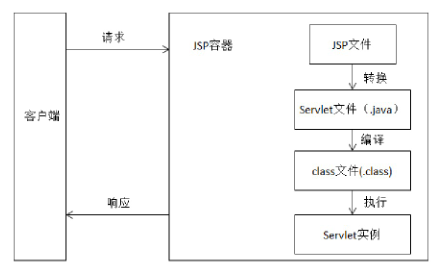 请求
JSP容器
JSP文件
转换
Servlet文件（.java）
客户端
编译
class文件(.class)
响应
执行
Servlet实例